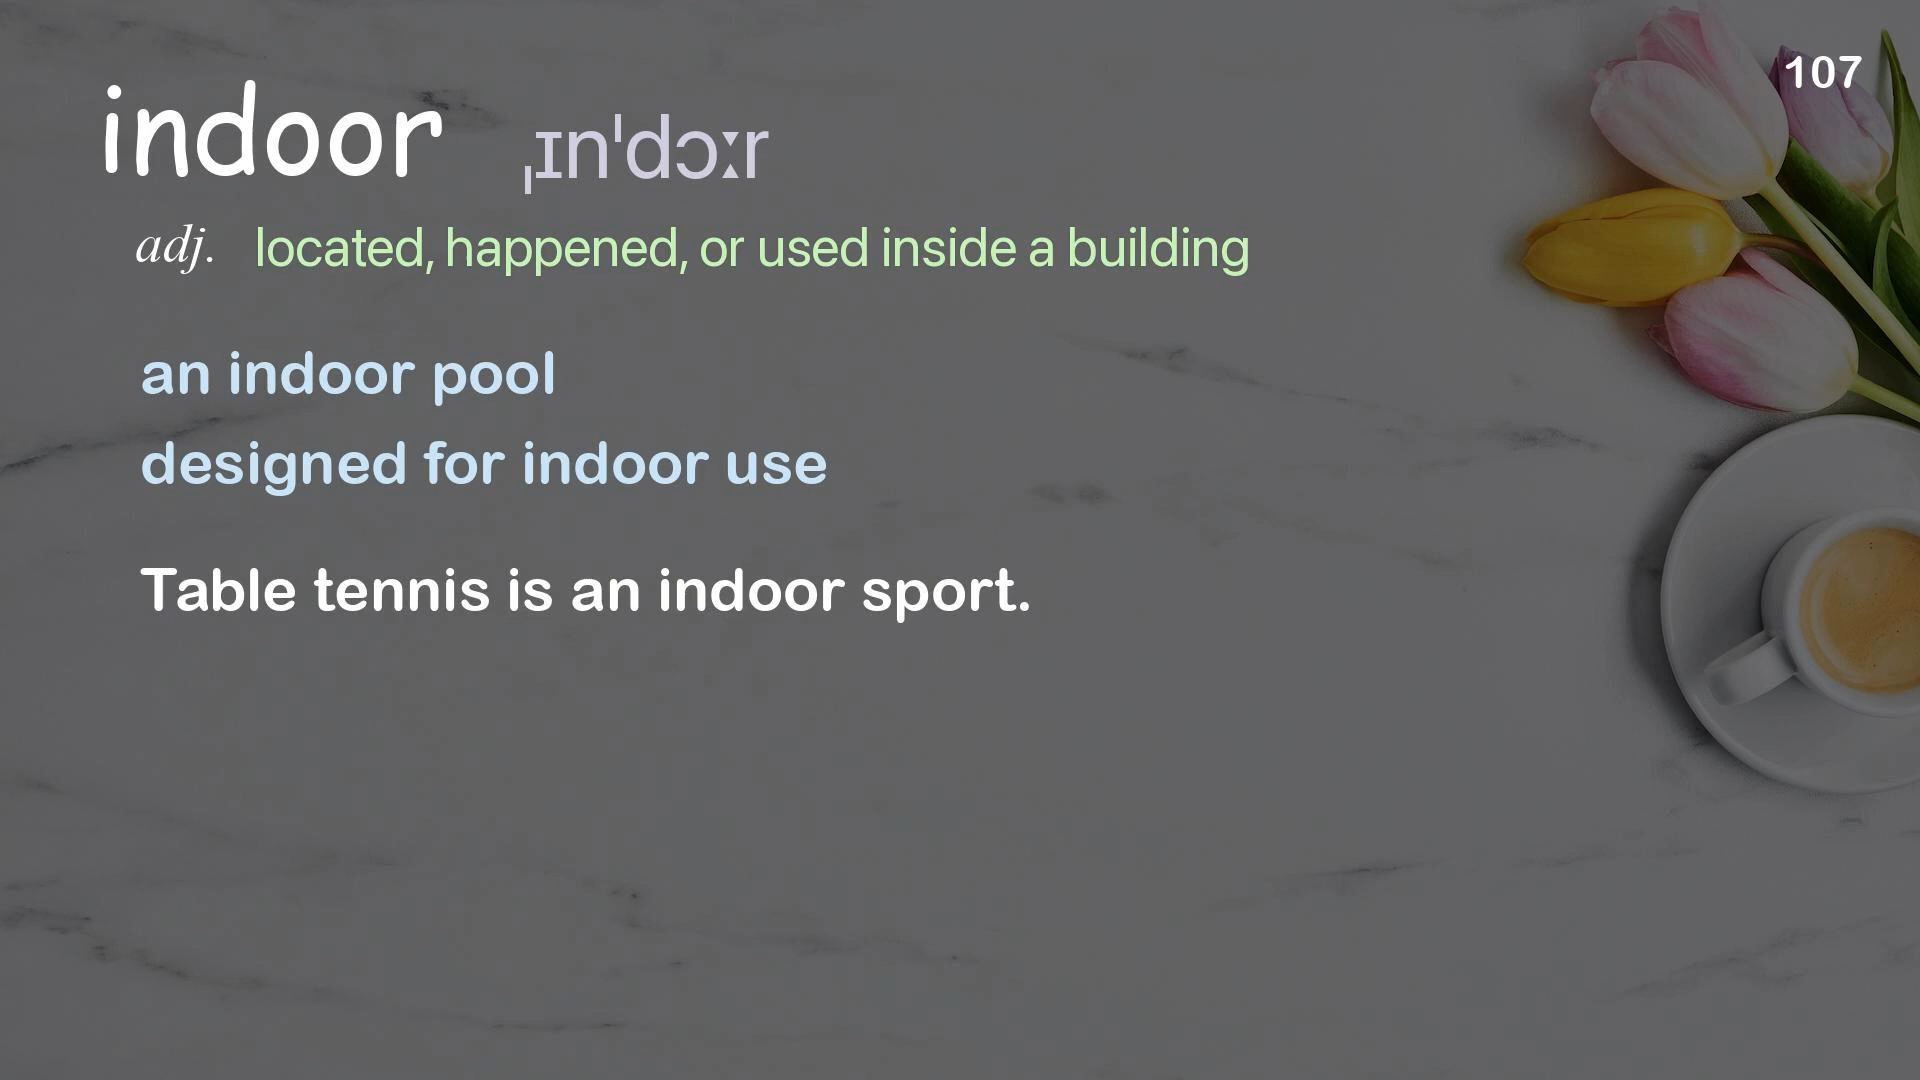 107
indoor ˌɪnˈdɔːr
adj. located, happened, or used inside a building
an indoor pool
designed for indoor use
Table tennis is an indoor sport.